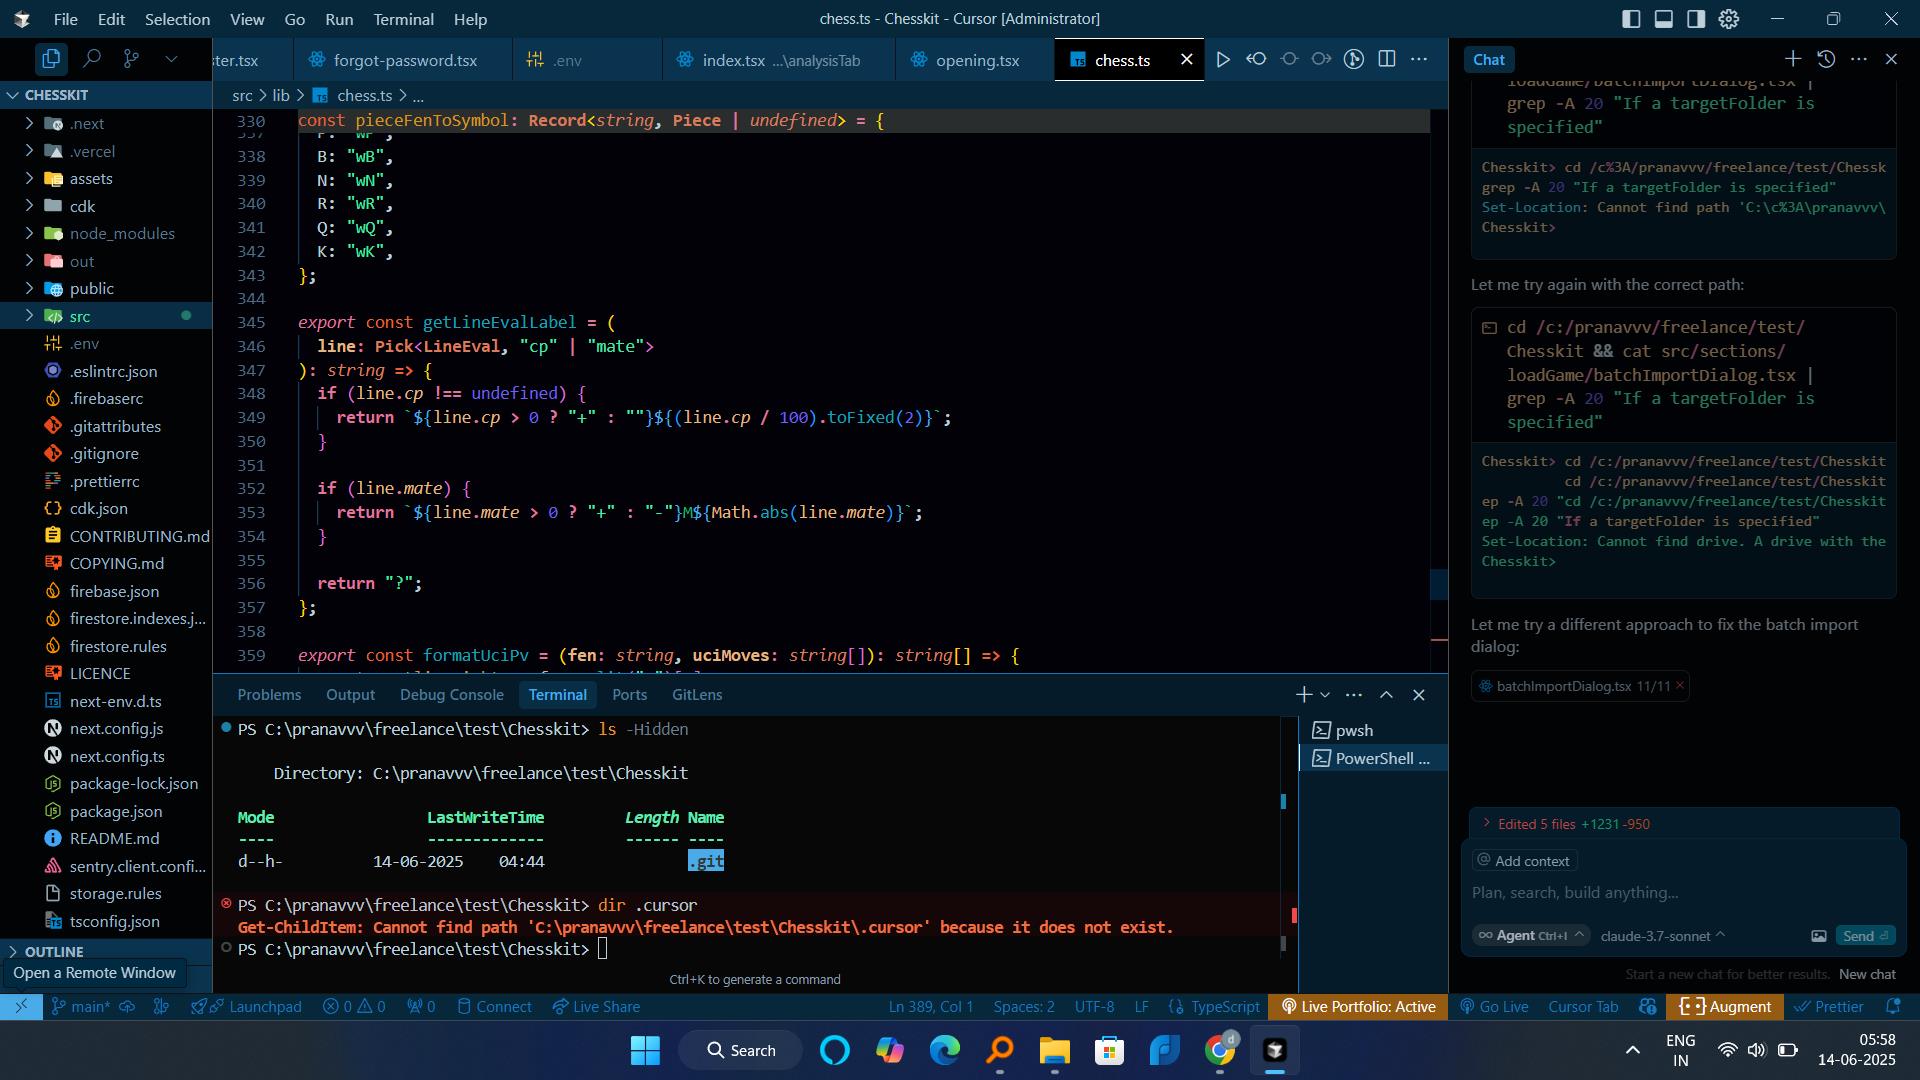 File Edit Selection View Go Run Terminal Help
chess.ts - Chesskit - Cursor [Administrator]
ster.tsx
forgot-password.tsx
.env
index.tsx ...\analysisTab
opening.tsx
chess.ts
CHESSKIT
.next
.vercel
assets
cdk
node_modules
out
public
src
.env
.eslintrc.json
.firebaserc
.gitattributes
.gitignore
.prettierrc
cdk.json
CONTRIBUTING.md
COPYING.md
firebase.json
firestore.indexes.j...
firestore.rules
LICENCE
next-env.d.ts
next.config.js
next.config.ts
package-lock.json
package.json
README.md
sentry.client.confi...
storage.rules
tsconfig.json
OUTLINE
Open a Remote Window
src > lib > chess.ts > ...
330 const pieceFenToSymbol: Record<string, Piece | undefined> = {
338 B: "wB",
339 N: "wN",
340 R: "wR",
341 Q: "wQ",
342 K: "wK",
343 };
344
345 export const getLineEvalLabel = (
346 line: Pick<LineEval, "cp" | "mate">
347 ): string => {
348 if (line.cp !== undefined) {
349 return `${line.cp > 0 ? "+" : ""}${(line.cp / 100).toFixed(2)}`;
350 }
351
352 if (line.mate) {
353 return `${line.mate > 0 ? "+" : "-"}M${Math.abs(line.mate)}`;
354 }
355
356 return "?";
357 };
358
359 export const formatUciPv = (fen: string, uciMoves: string[]): string[] => {
Problems Output Debug Console Terminal Ports GitLens
PS C:\pranavvv\freelance\test\Chesskit> ls -Hidden
Directory: C:\pranavvv\freelance\test\Chesskit
Mode LastWriteTime Length Name
---- ------------- ------ ----
d--h- 14-06-2025 04:44 .git
PS C:\pranavvv\freelance\test\Chesskit> dir .cursor
Get-ChildItem: Cannot find path 'C:\pranavvv\freelance\test\Chesskit\.cursor' because it does not exist.
PS C:\pranavvv\freelance\test\Chesskit>
Ctrl+K to generate a command
pwsh
PowerShell ...
Chat
loadGame/batchImportDialog.tsx |
grep -A 20 "If a targetFolder is
specified"
Chesskit> cd /c%3A/pranavvv/freelance/test/Chessk
grep -A 20 "If a targetFolder is specified"
Set-Location: Cannot find path 'C:\c%3A\pranavvv\
Chesskit>
Let me try again with the correct path:
cd /c:/pranavvv/freelance/test/
Chesskit && cat src/sections/
loadGame/batchImportDialog.tsx |
grep -A 20 "If a targetFolder is
specified"
Chesskit> cd /c:/pranavvv/freelance/test/Chesskit
cd /c:/pranavvv/freelance/test/Chesskit
ep -A 20 "cd /c:/pranavvv/freelance/test/Chesskit
ep -A 20 "If a targetFolder is specified"
Set-Location: Cannot find drive. A drive with the
Chesskit>
Let me try a different approach to fix the batch import
dialog:
batchImportDialog.tsx 11/11
Edited 5 files +1231 -950
@ Add context
Plan, search, build anything...
Agent Ctrl+I
claude-3.7-sonnet
Send
Start a new chat for better results. New chat
main*
Launchpad
0 0
0
Connect
Live Share
Ln 389, Col 1
Spaces: 2
UTF-8
LF
TypeScript
Live Portfolio: Active
Go Live
Cursor Tab
Augment
Prettier
Search
d
ENG
IN
05:58
14-06-2025